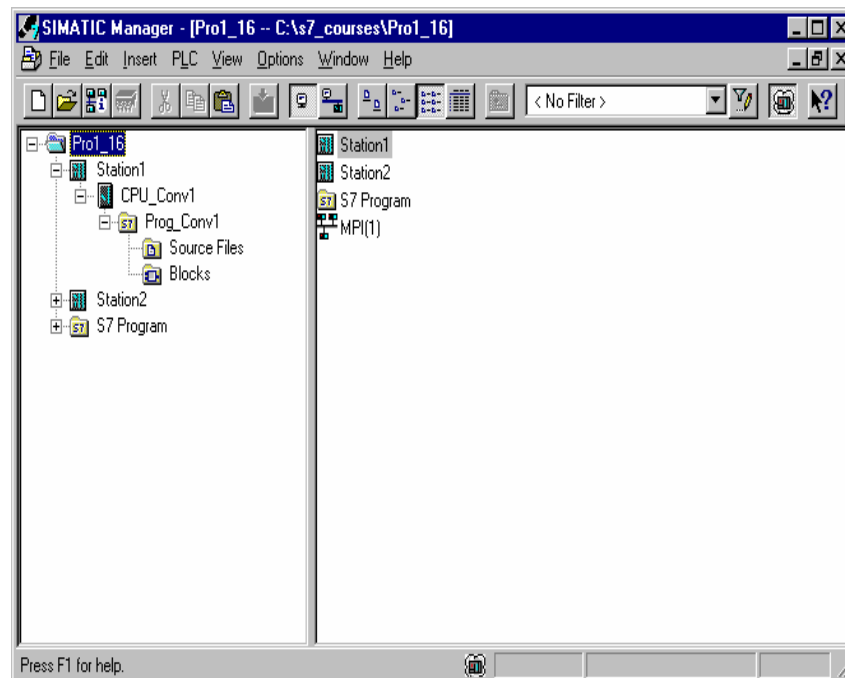 SIMATIC Manager - [Pro1_16 -- C:\s7_courses\Pro1_16]
File Edit Insert PLC View Options Window Help
< No Filter >
Pro1_16
Station1
CPU_Conv1
Prog_Conv1
Source Files
Blocks
Station2
S7 Program
Station1
Station2
S7 Program
MPI(1)
Press F1 for help.